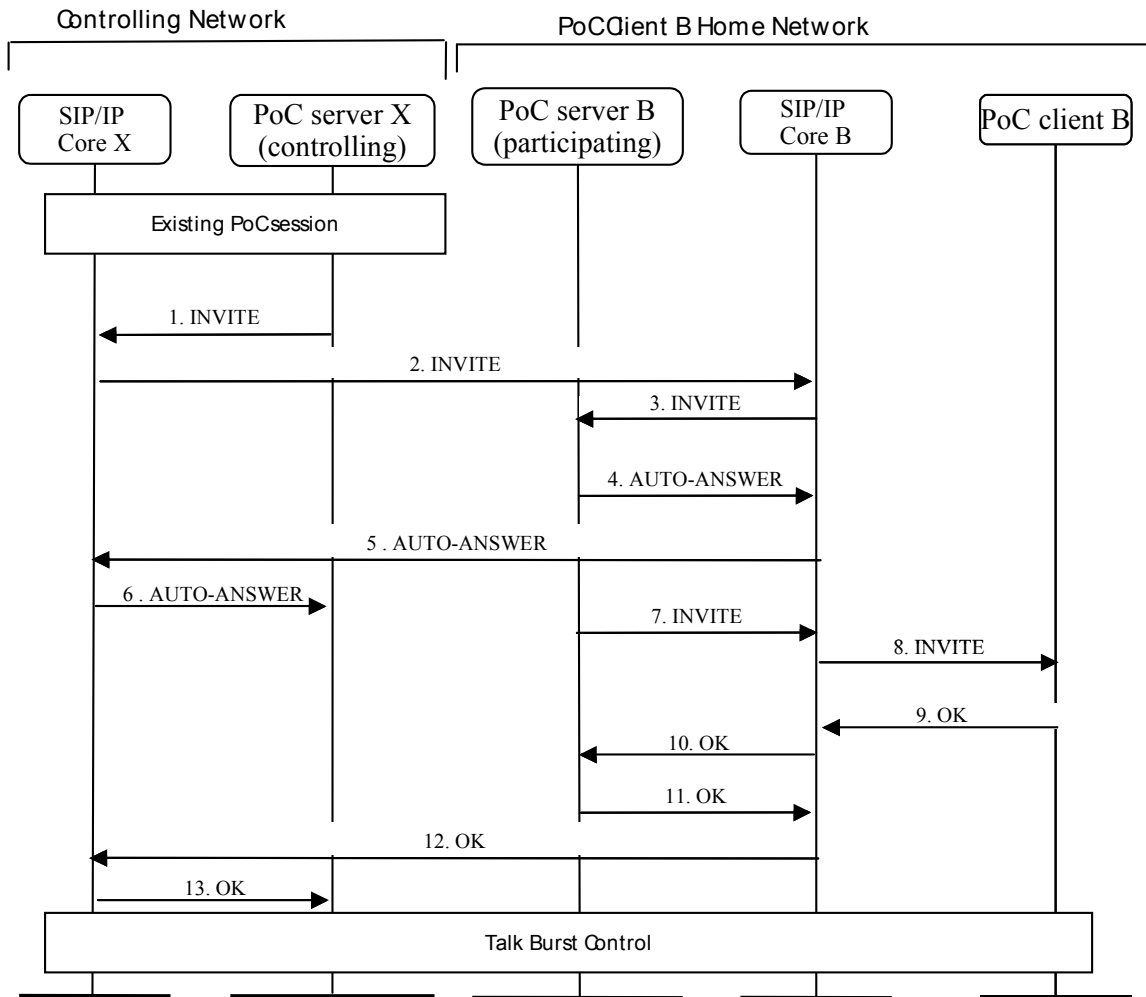 Controlling Network
PoCClient B Home Network
SIP/IP
Core X
PoC server X
(controlling)
PoC server B
(participating)
SIP/IP
Core B
PoC client B
Existing PoCsession
1. INVITE
2. INVITE
3. INVITE
4. AUTO-ANSWER
5 . AUTO-ANSWER
6 . AUTO-ANSWER
7. INVITE
8. INVITE
9. OK
10. OK
11. OK
12. OK
13. OK
Talk Burst Control